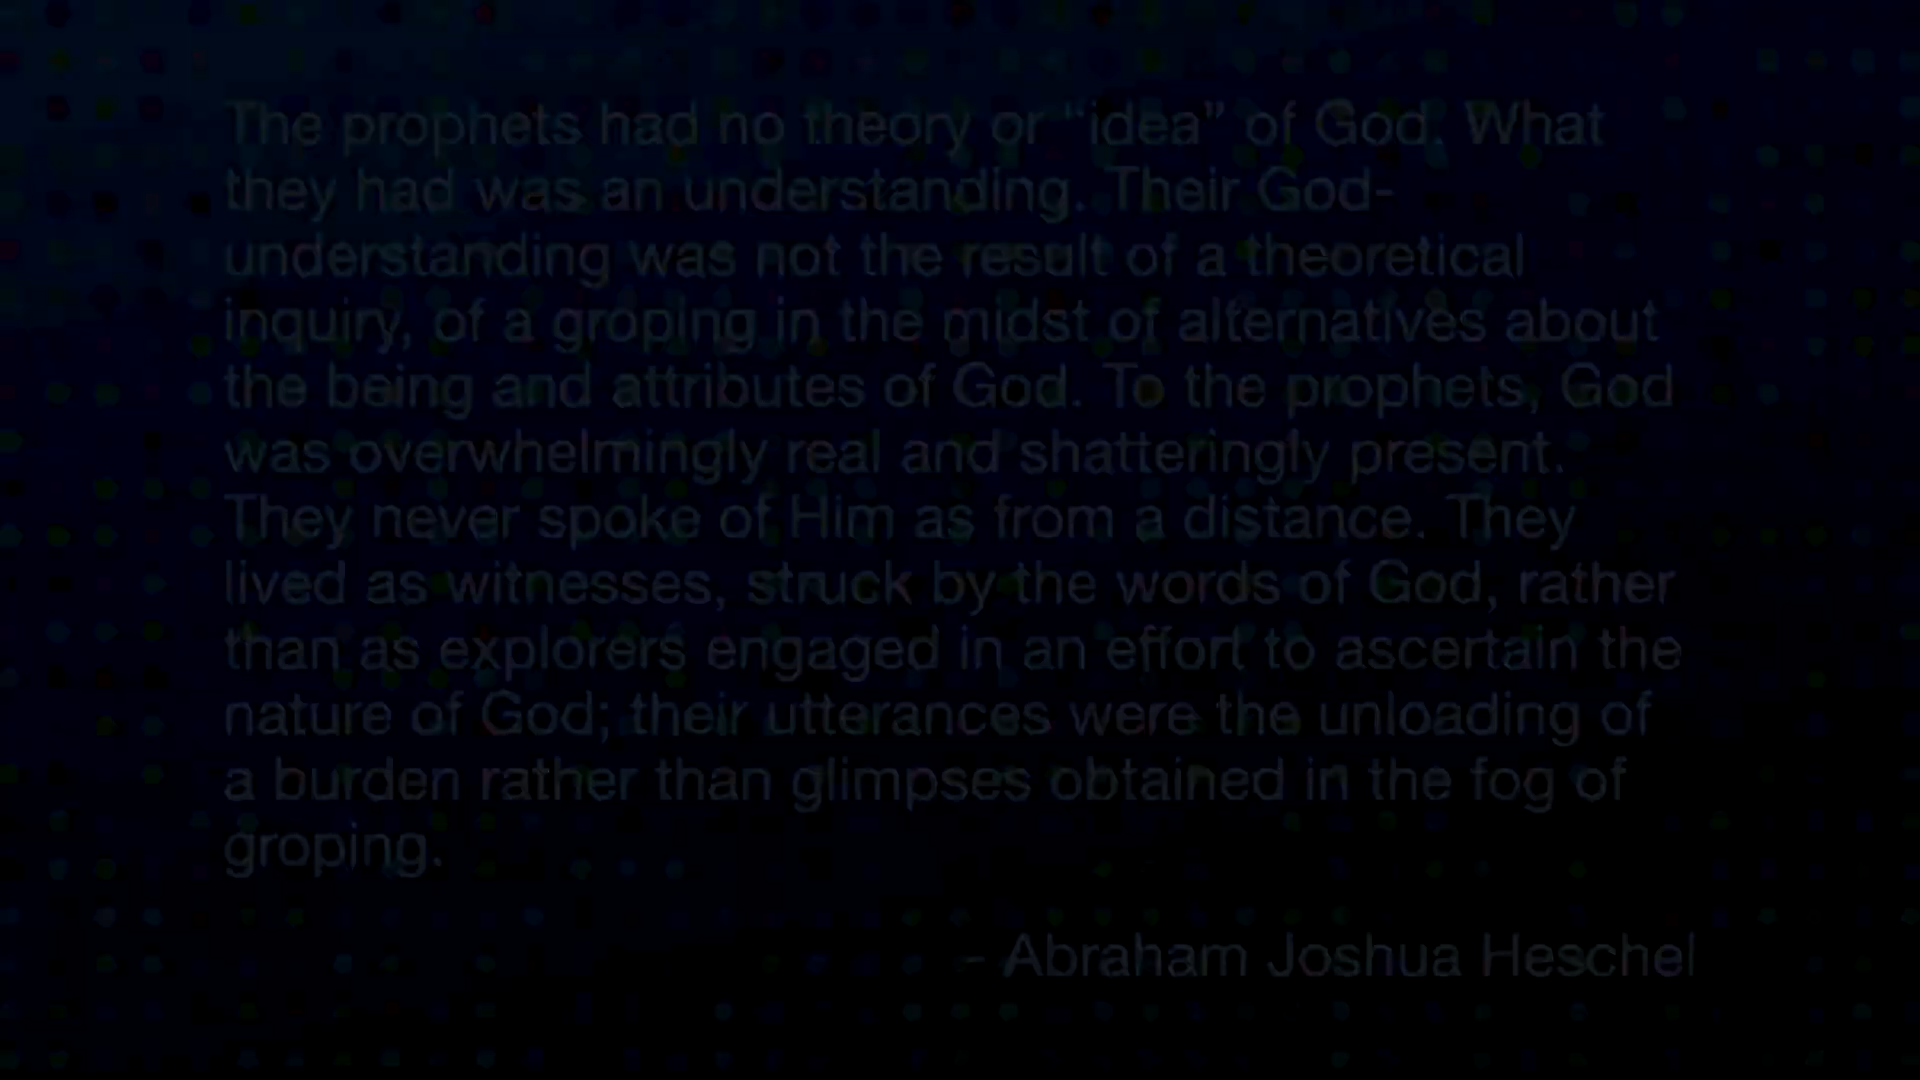 The prophets had no theory or “idea” of God. What
they had was an understanding. Their God-
understanding was not the result of a theoretical
inquiry, of a groping in the midst of alternatives about
the being and attributes of God. To the prophets, God
was overwhelmingly real and shatteringly present.
They never spoke of Him as from a distance. They
lived as witnesses, struck by the words of God, rather
than as explorers engaged in an effort to ascertain the
nature of God; their utterances were the unloading of
a burden rather than glimpses obtained in the fog of
groping.
– Abraham Joshua Heschel